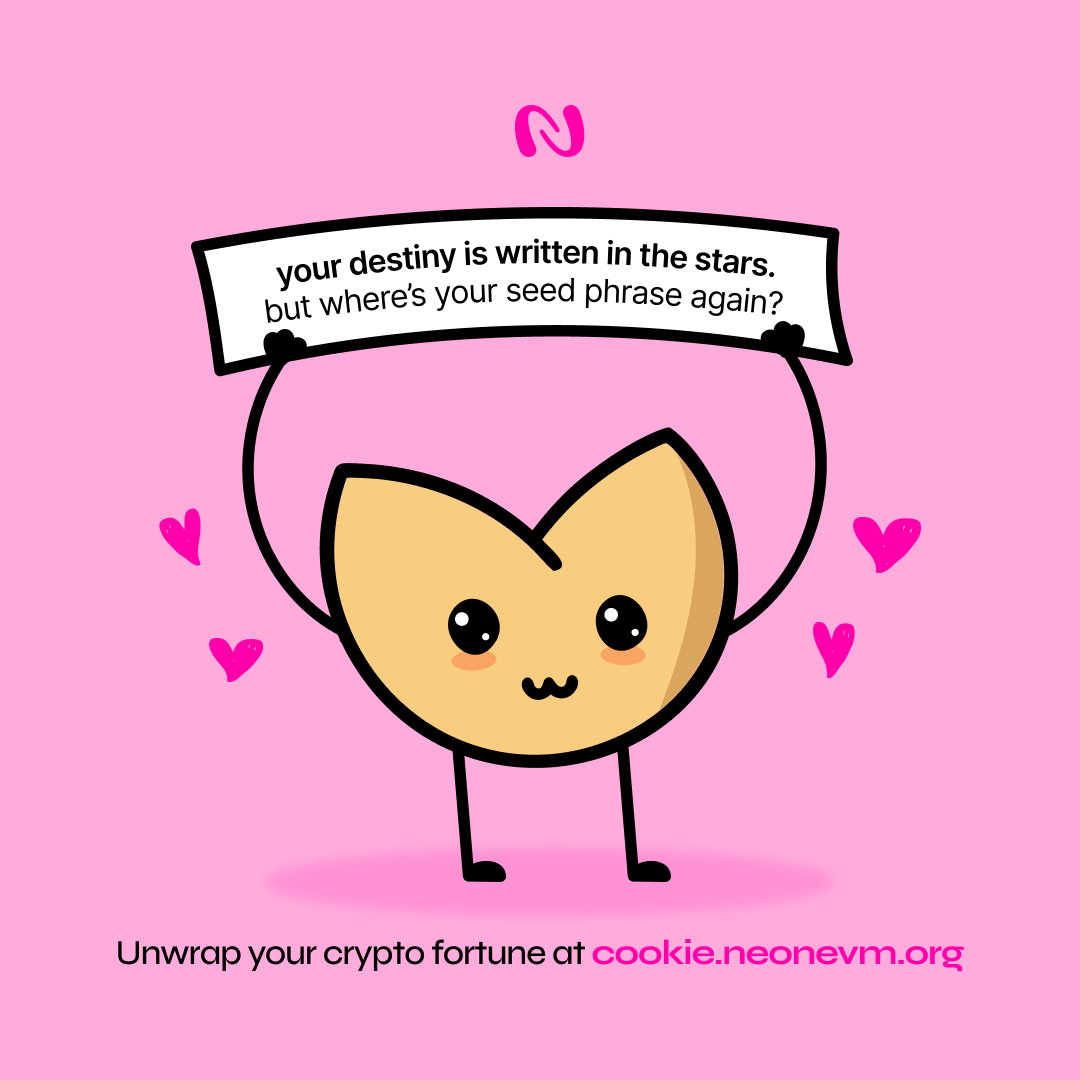 your destiny is written in the stars.
but where’s your seed phrase again?
Unwrap your crypto fortune at cookie.neonevm.org